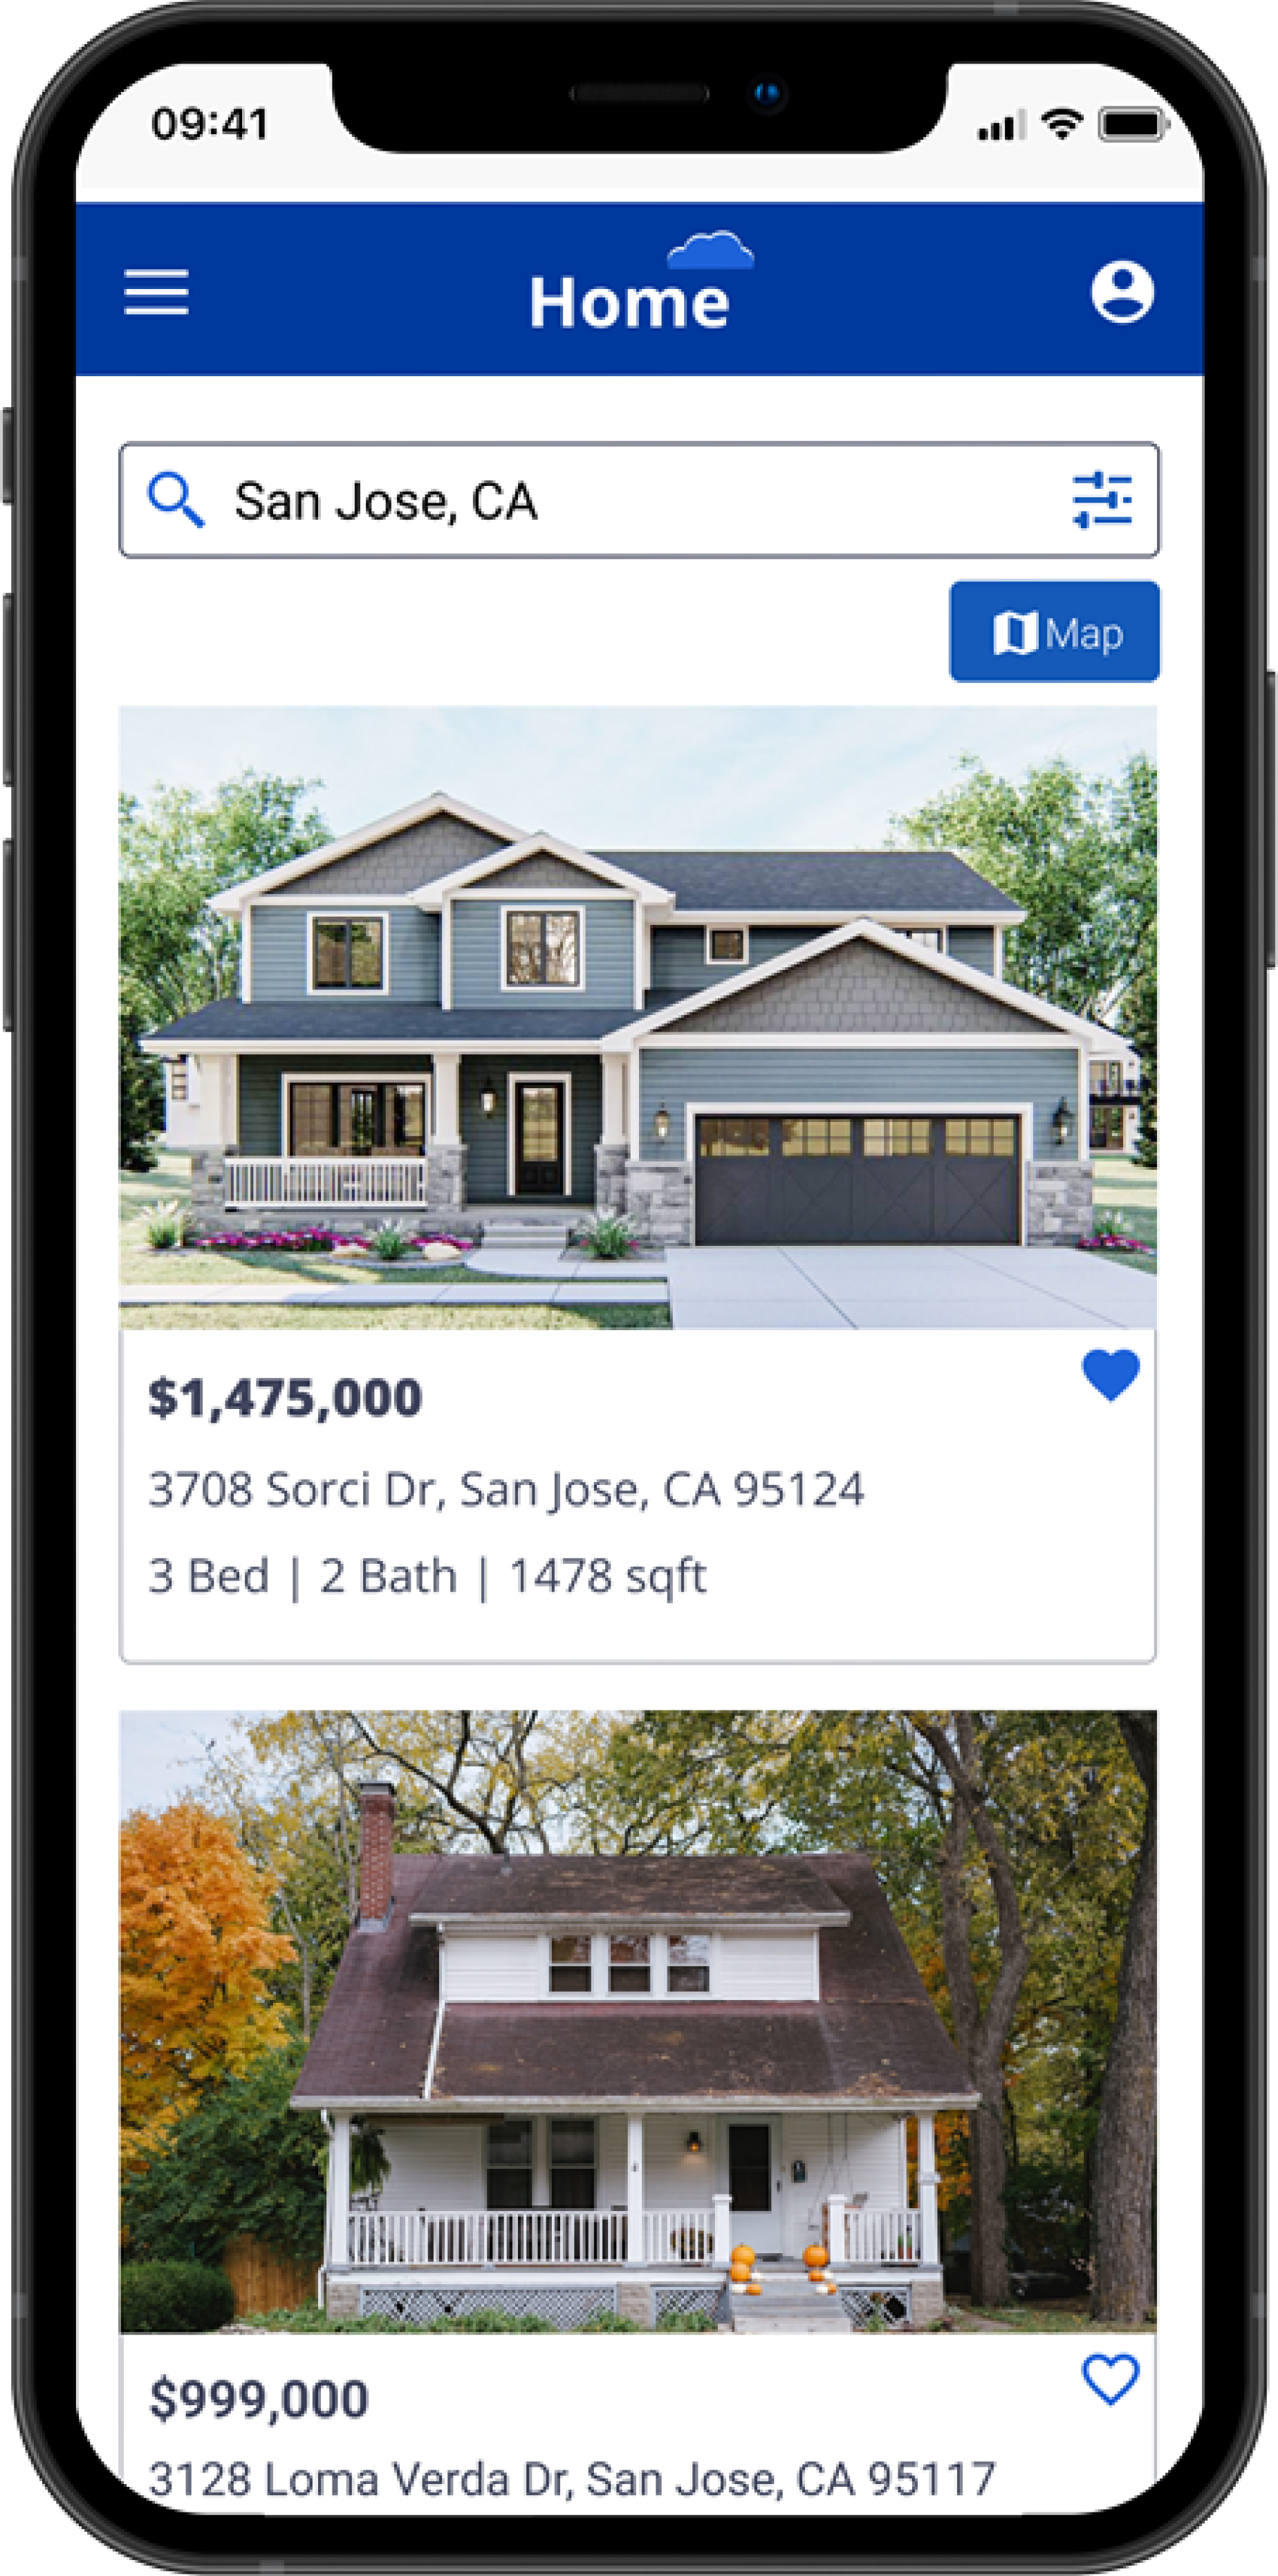 09:41
Home
San Jose, CA
Map
$1,475,000
3708 Sorci Dr, San Jose, CA 95124
3 Bed | 2 Bath | 1478 sqft
$999,000
3128 Loma Verda Dr, San Jose, CA 95117